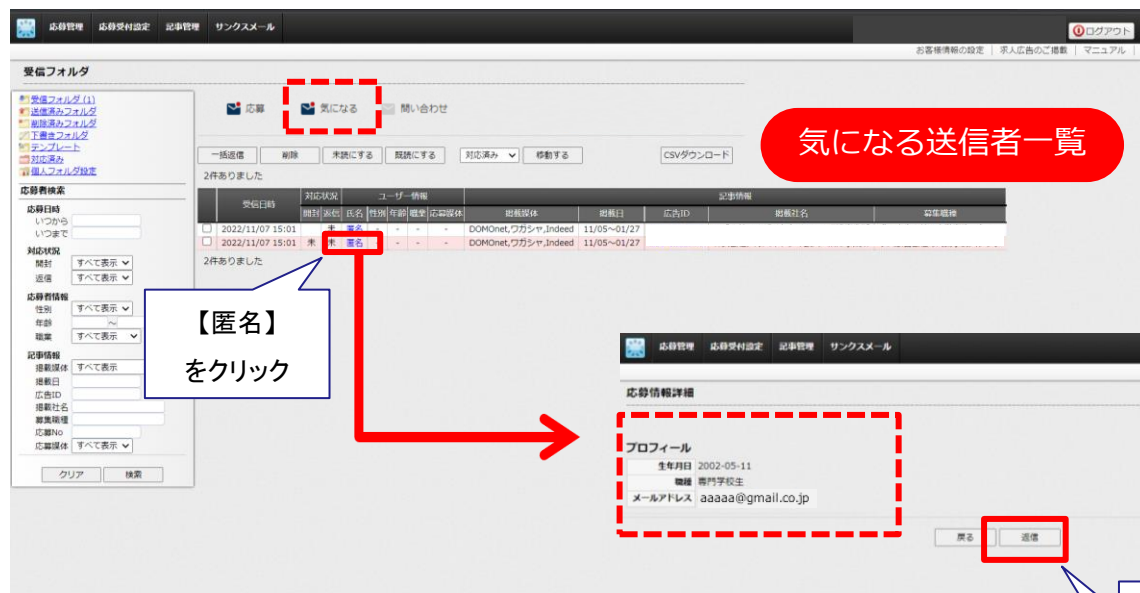 応募管理 応募受付設定 記事管理 サンクスメール
ログアウト
お客様情報の設定 | 求人広告のご掲載 | マニュアル |
受信フォルダ
受信フォルダ (1)
送信済みフォルダ
削除済みフォルダ
下書きフォルダ
テンプレート
対応済み
個人フォルダ設定
応募 気になる 問い合わせ
気になる送信者一覧
一括返信 削除 未読にする 既読にする 対応済み 移動する CSVダウンロード
2件ありました
受信日時 対応状況 ユーザー情報 記事情報
開封 返信 氏名 性別 年齢 職業 応募媒体 掲載媒体 掲載日 広告ID 掲載社名 募集職種
2022/11/07 15:01 未 匿名 - - - - DOMOnet,ワガシャ,Indeed 11/05～01/27
2022/11/07 15:01 未 未 匿名 - - - - DOMOnet,ワガシャ,Indeed 11/05～01/27
2件ありました
応募者検索
応募日時
いつから
いつまで
対応状況
開封 すべて表示
返信 すべて表示
応募者情報
性別 すべて表示
年齢 ～
職業 すべて表示
記事情報
掲載媒体 すべて表示
掲載日
広告ID
掲載社名
募集職種
応募No
応募媒体 すべて表示
クリア 検索
【匿名】
をクリック
応募管理 応募受付設定 記事管理 サンクスメール
応募情報詳細
プロフィール
生年月日 2002-05-11
職種 専門学校生
メールアドレス aaaaa@gmail.co.jp
戻る 返信